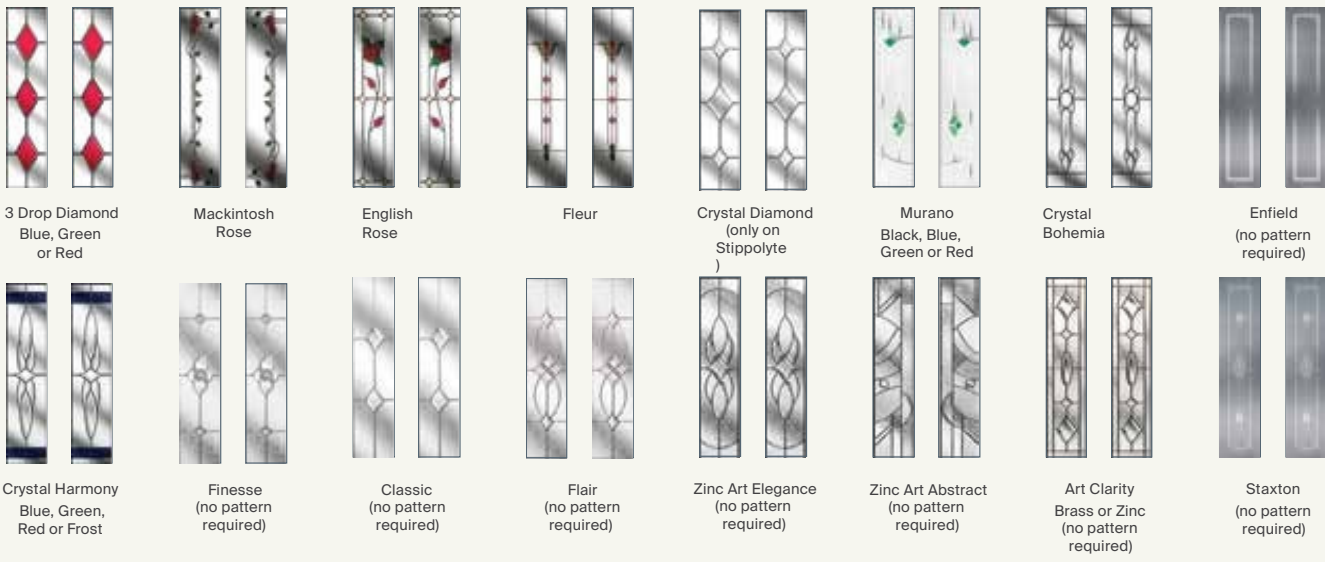 3 Drop Diamond
Blue, Green
or Red
Mackintosh
Rose
English
Rose
Fleur
Crystal Diamond
(only on
Stippolyte
)
Murano
Black, Blue,
Green or Red
Crystal
Bohemia
Enfield
(no pattern
required)
Crystal Harmony
Blue, Green,
Red or Frost
Finesse
(no pattern
required)
Classic
(no pattern
required)
Flair
(no pattern
required)
Zinc Art Elegance
(no pattern
required)
Zinc Art Abstract
(no pattern
required)
Art Clarity
Brass or Zinc
(no pattern
required)
Staxton
(no pattern
required)